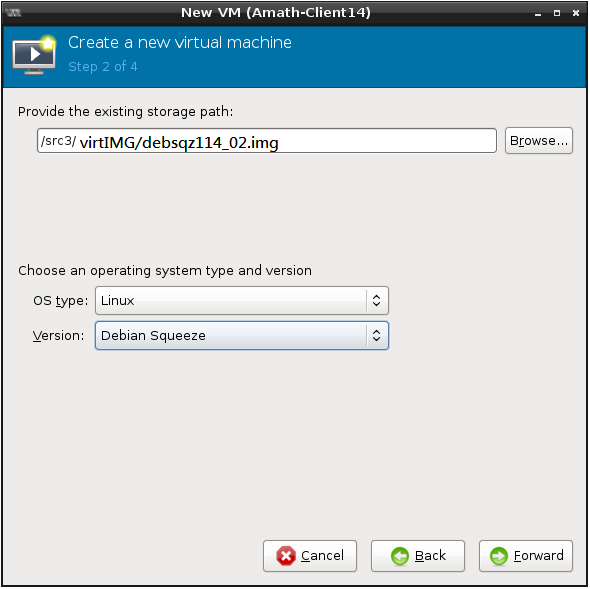 New VM (Amath-Client14)
Create a new virtual machine
Step 2 of 4
Provide the existing storage path:
/src3/ virtIMG/debsqz114_02.img Browse...
Choose an operating system type and version
OS type: Linux
Version: Debian Squeeze
Cancel Back Forward